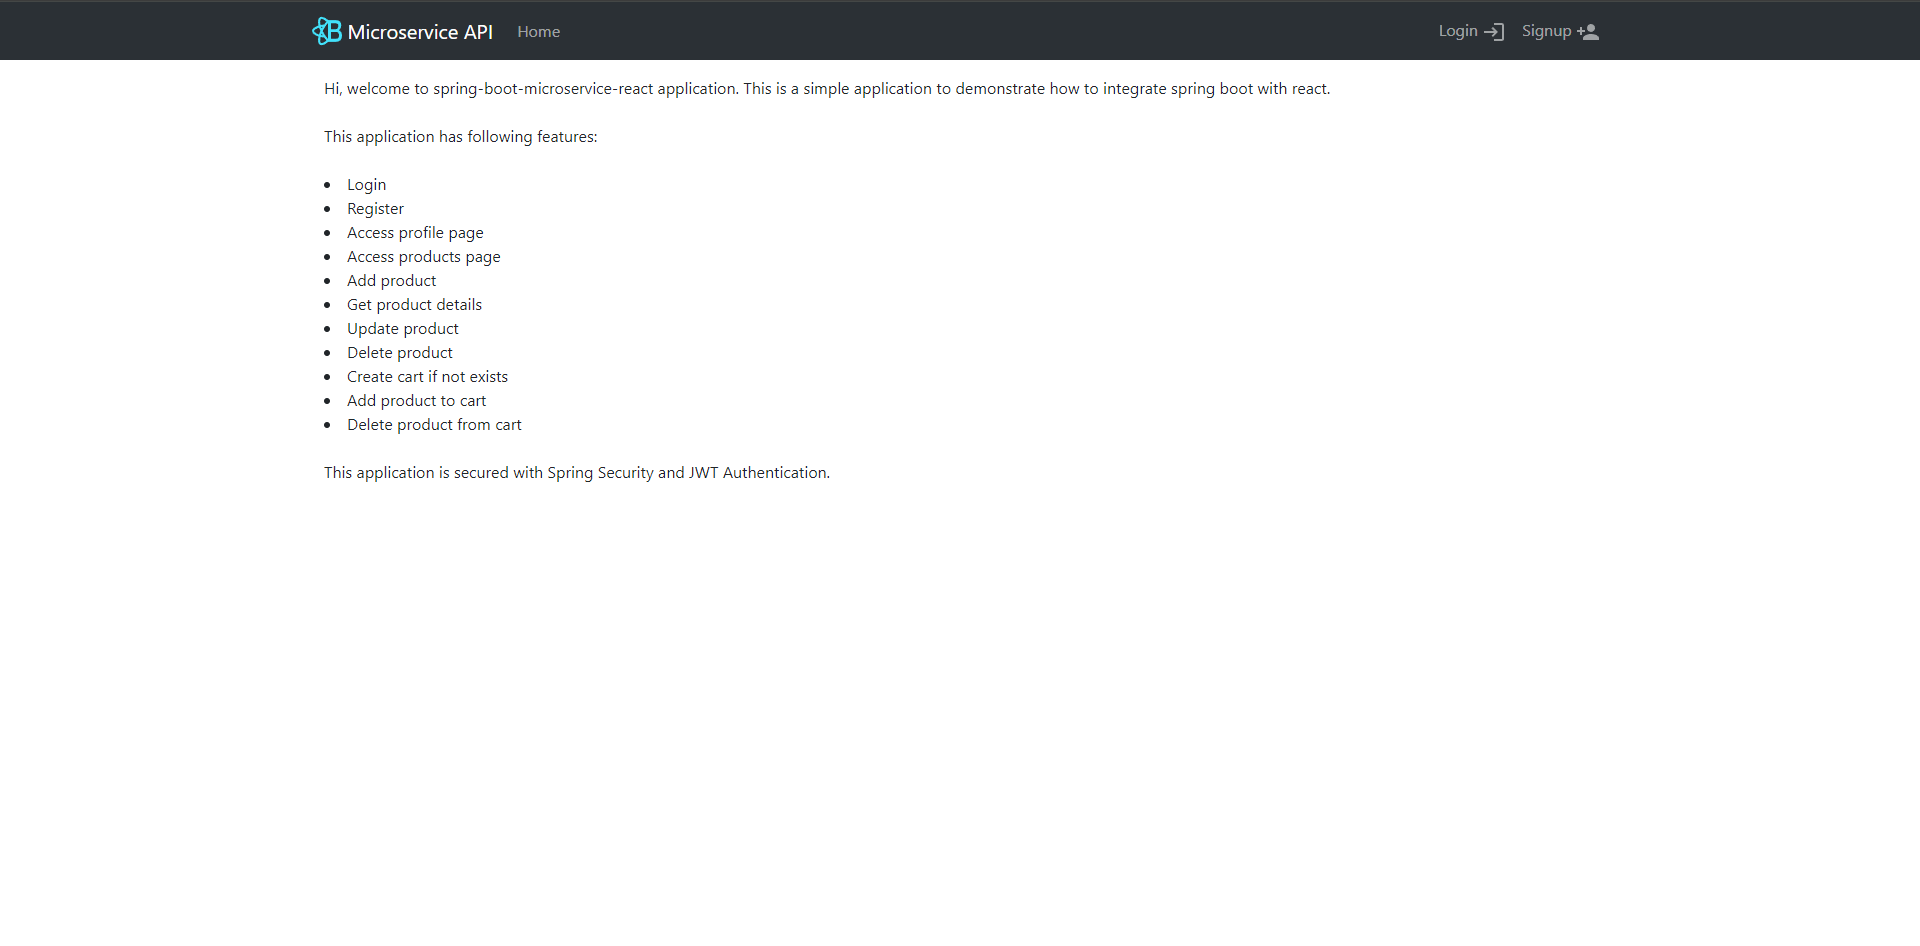 Microservice API Home Login Signup
Hi, welcome to spring-boot-microservice-react application. This is a simple application to demonstrate how to integrate spring boot with react.
This application has following features:
• Login
• Register
• Access profile page
• Access products page
• Add product
• Get product details
• Update product
• Delete product
• Create cart if not exists
• Add product to cart
• Delete product from cart
This application is secured with Spring Security and JWT Authentication.